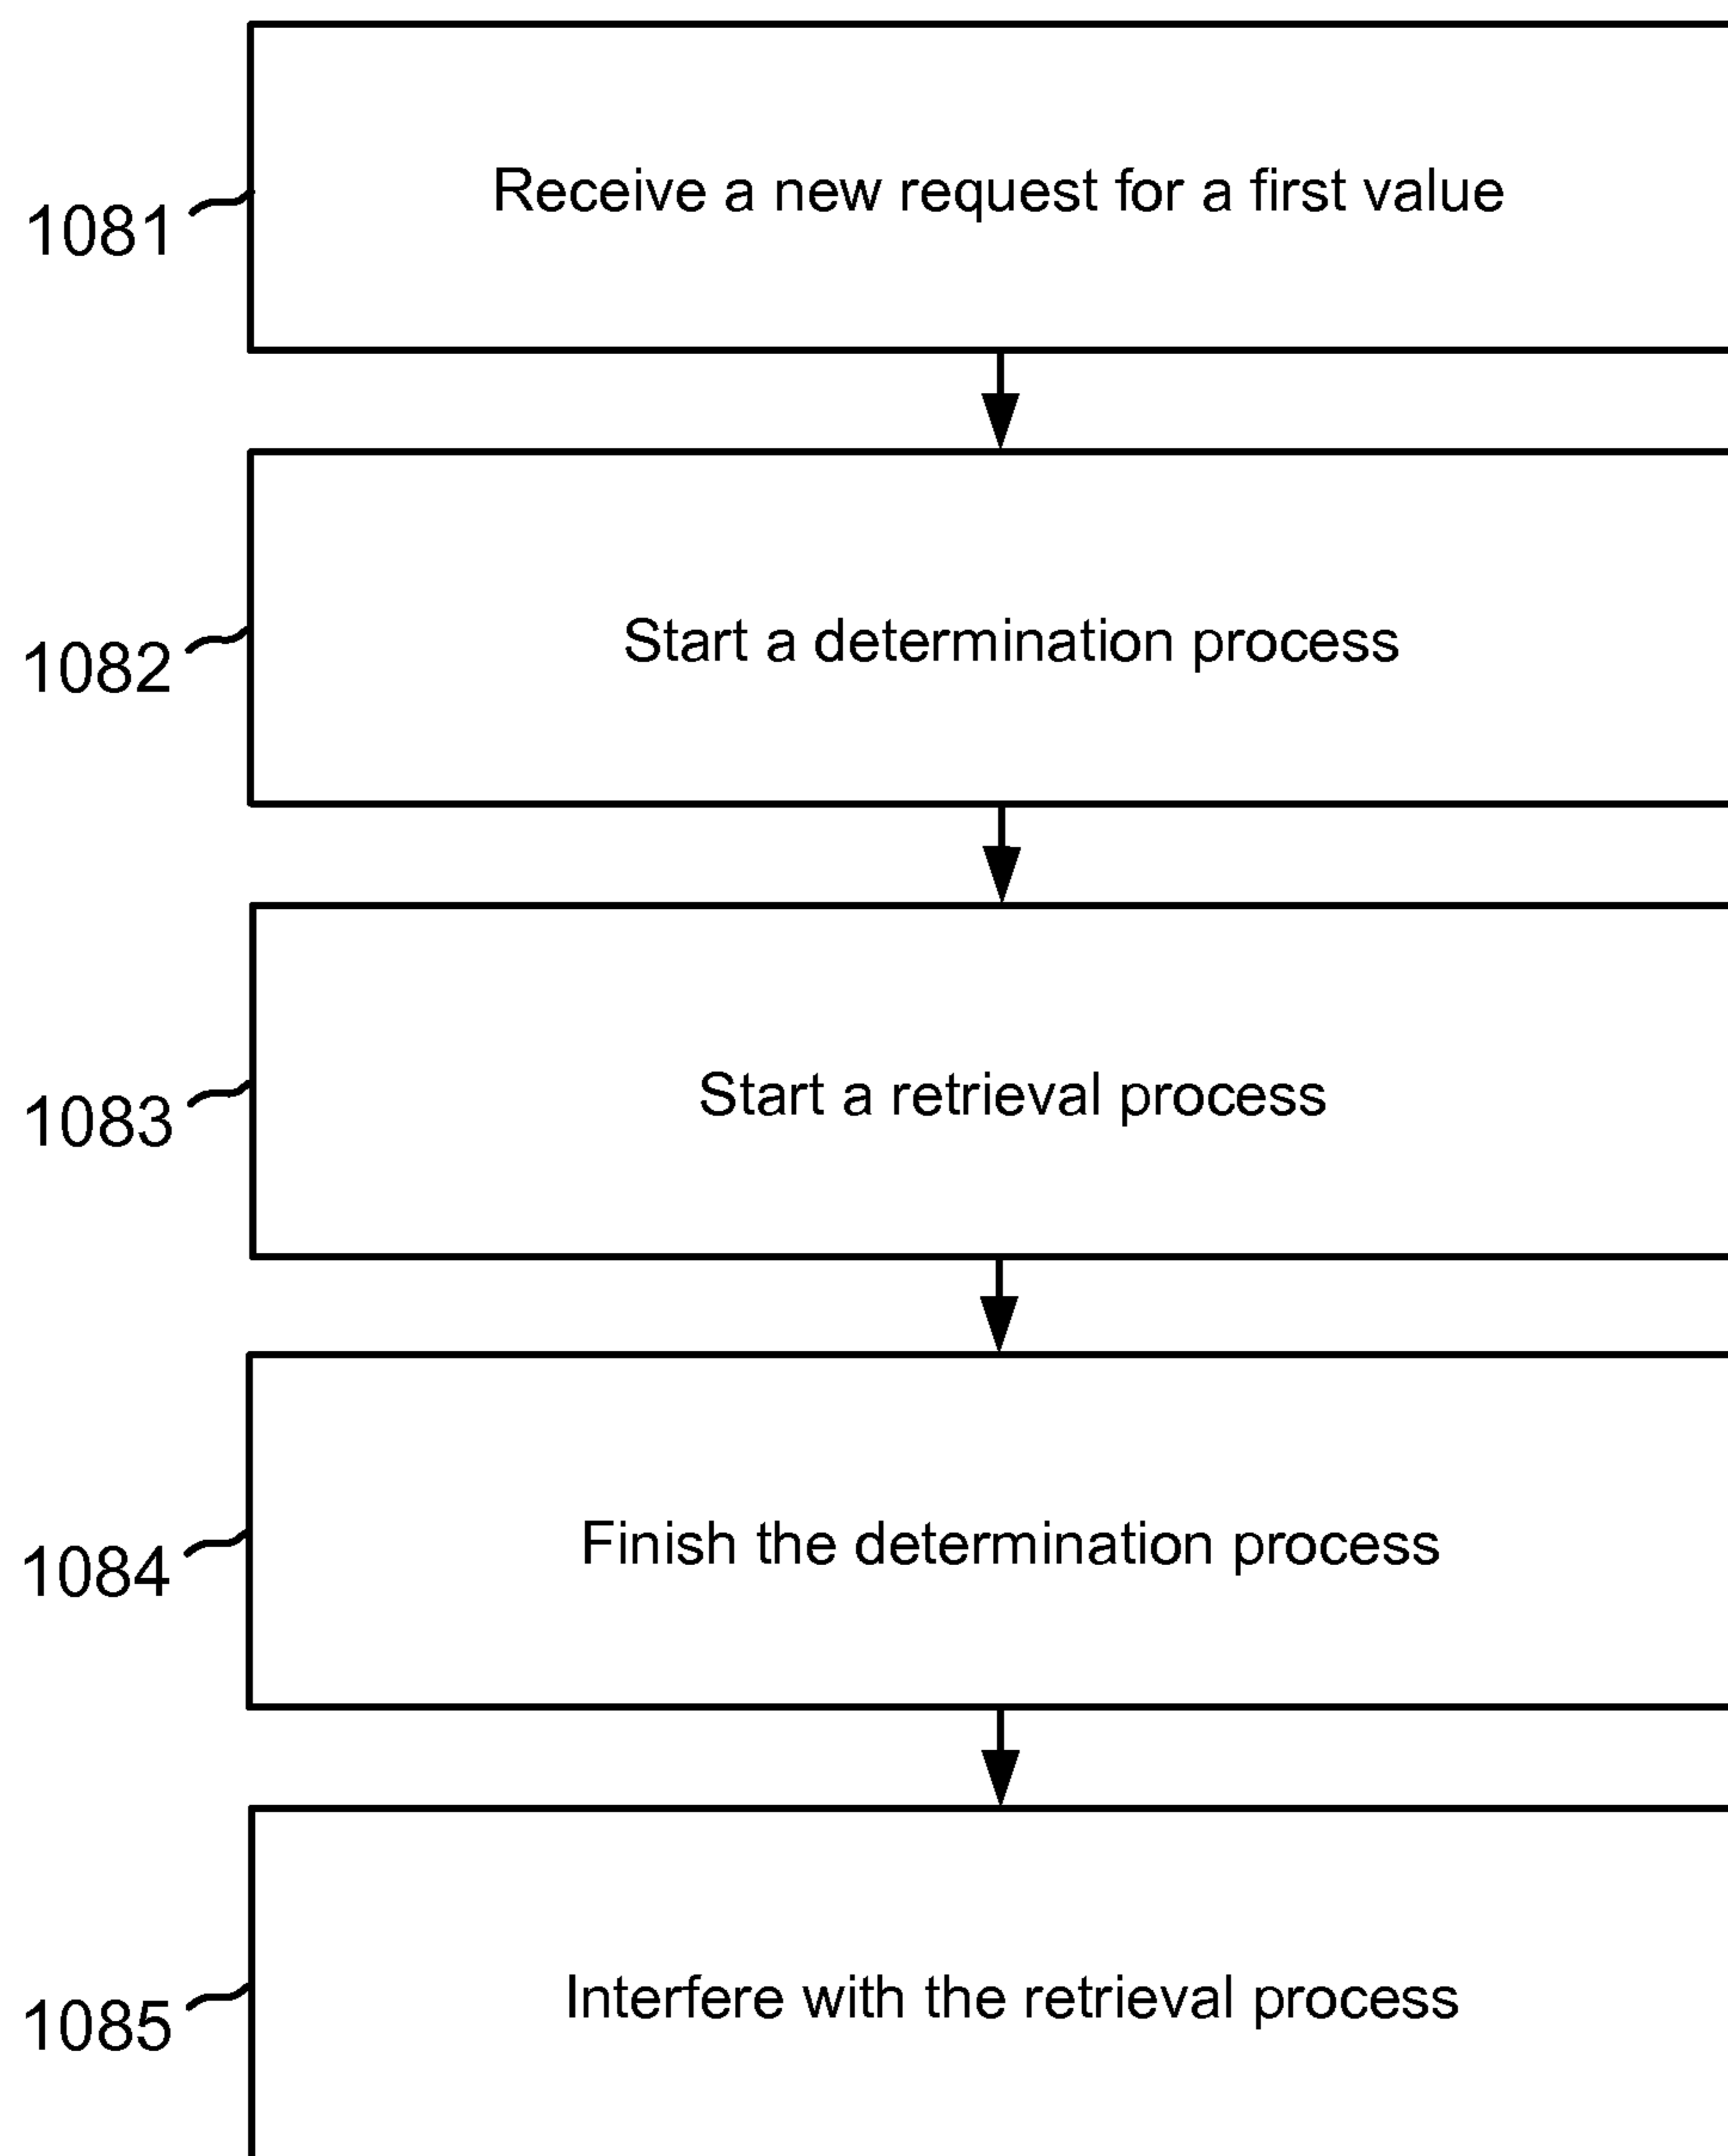 Receive a new request for a first value
1081
Start a determination process
1082
Start a retrieval process
1083
Finish the determination process
1084
Interfere with the retrieval process
1085